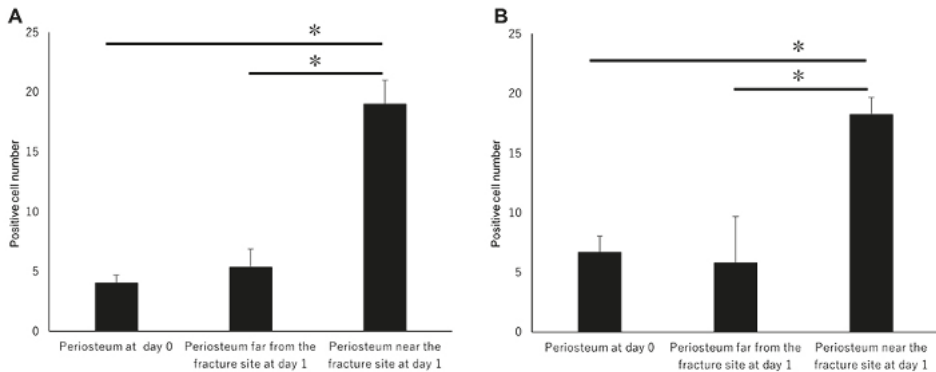 A
25
20
15
10
5
0
Positive cell number
*
*
Periosteum at day 0
Periosteum far from the
fracture site at day 1
Periosteum near the
fracture site at day 1
B
25
20
15
10
5
0
Positive cell number
*
*
Periosteum at day 0
Periosteum far from the
fracture site at day 1
Periosteum near the
fracture site at day 1